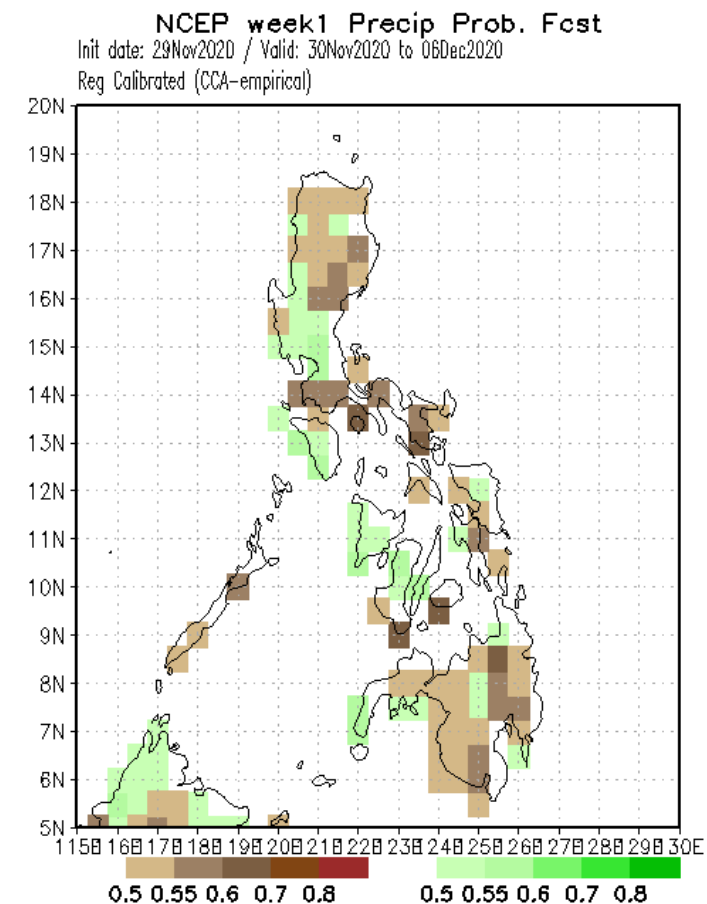 NCEP week1 Precip Prob. Fcst
Init date: 29Nov2020 / Valid: 30Nov2020 to 06Dec2020
Reg Calibrated (CCA-empirical)
20N
19N
18N
17N
16N
15N
14N
13N
12N
11N
10N
9N
8N
7N
6N
5N
115E 116E 117E 118E 119E 120E 121E 122E 123E 124E 125E 126E 127E 128E 129E 130E
0.5 0.55 0.6 0.7 0.8 0.5 0.55 0.6 0.7 0.8